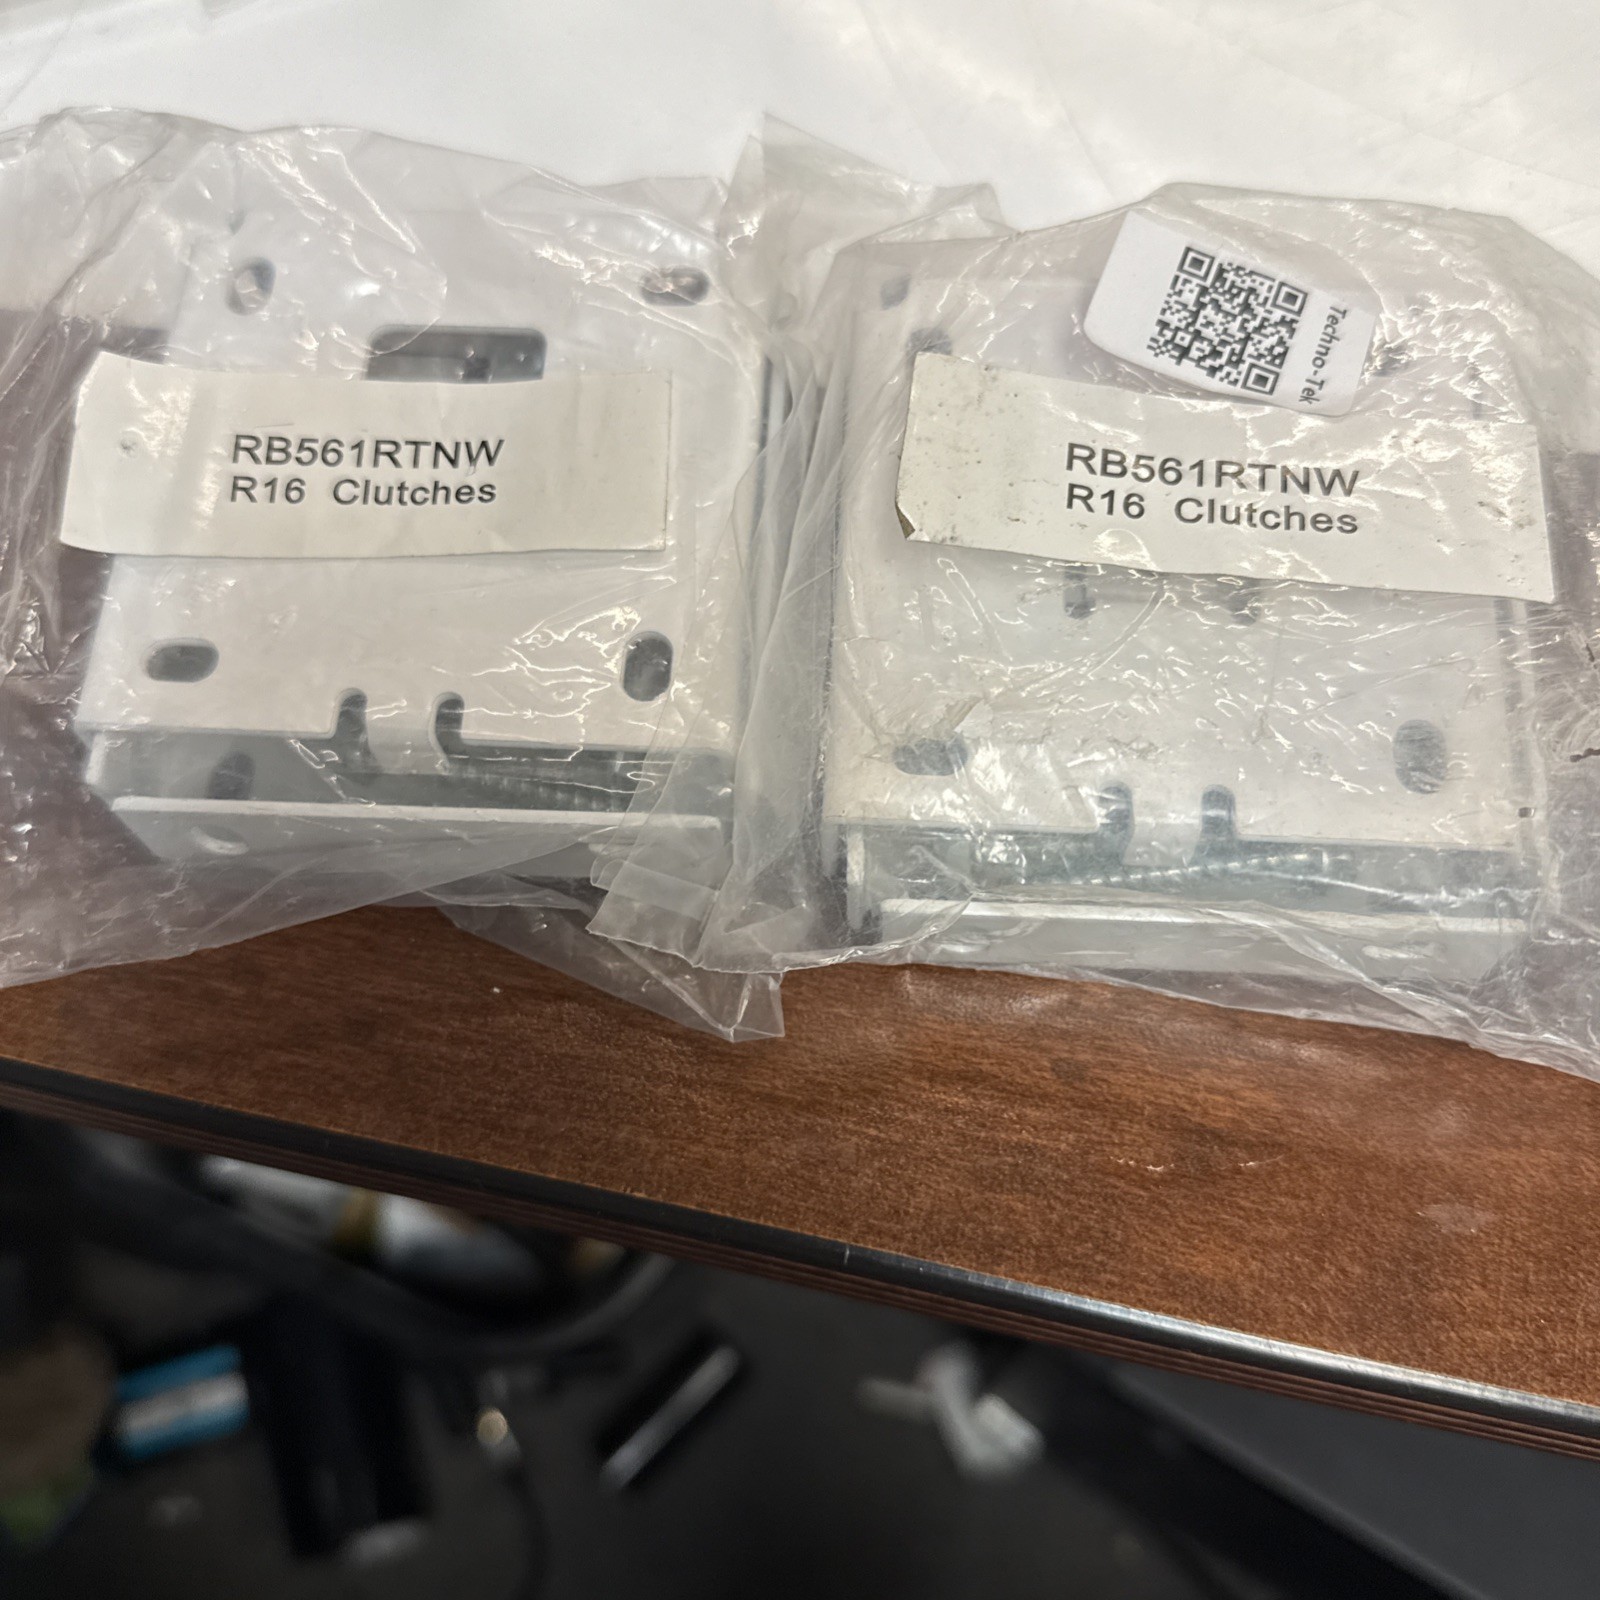 RB561RTNW
R16 Clutches
Techno-Tek
RB561RTNW
R16 Clutches